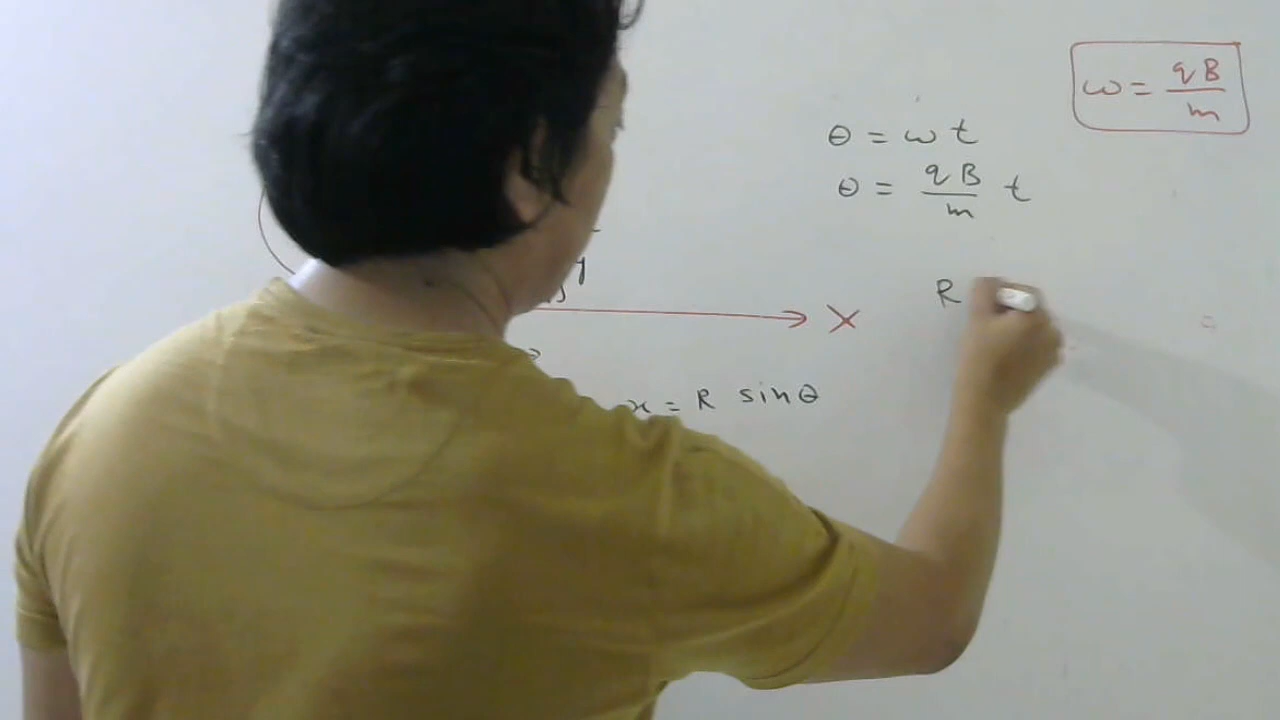 ω = qB/m
θ = ωt
θ = qB/m t
R
y
X
x = R sinθ
=